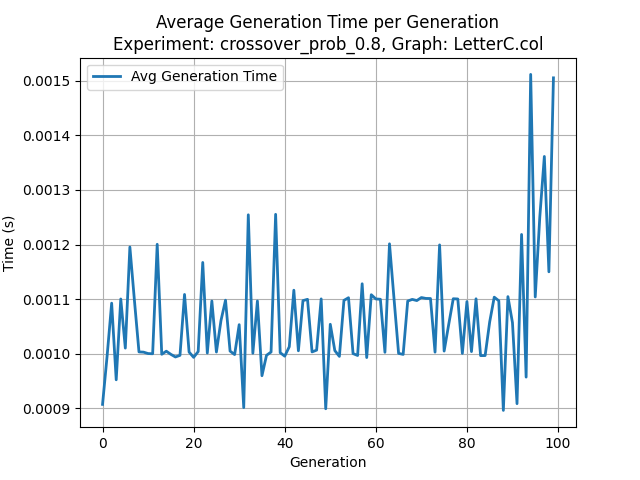 Average Generation Time per Generation
Experiment: crossover_prob_0.8, Graph: LetterC.col
Avg Generation Time
0.0015
0.0014
0.0013
0.0012
0.0011
0.0010
0.0009
Time (s)
0 20 40 60 80 100
Generation